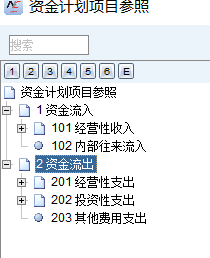 资金计划项目参照
搜索
1 2 3 4 5 6 E
资金计划项目参照
1 资金流入
101 经营性收入
102 内部往来流入
2 资金流出
201 经营性支出
202 投资性支出
203 其他费用支出